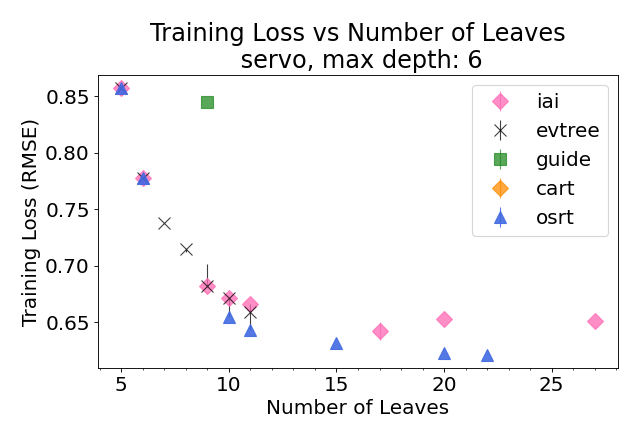 Training Loss vs Number of Leaves
servo, max depth: 6
Training Loss (RMSE)
0.85
0.80
0.75
0.70
0.65
iai
evtree
guide
cart
osrt
5
10
15
20
25
Number of Leaves